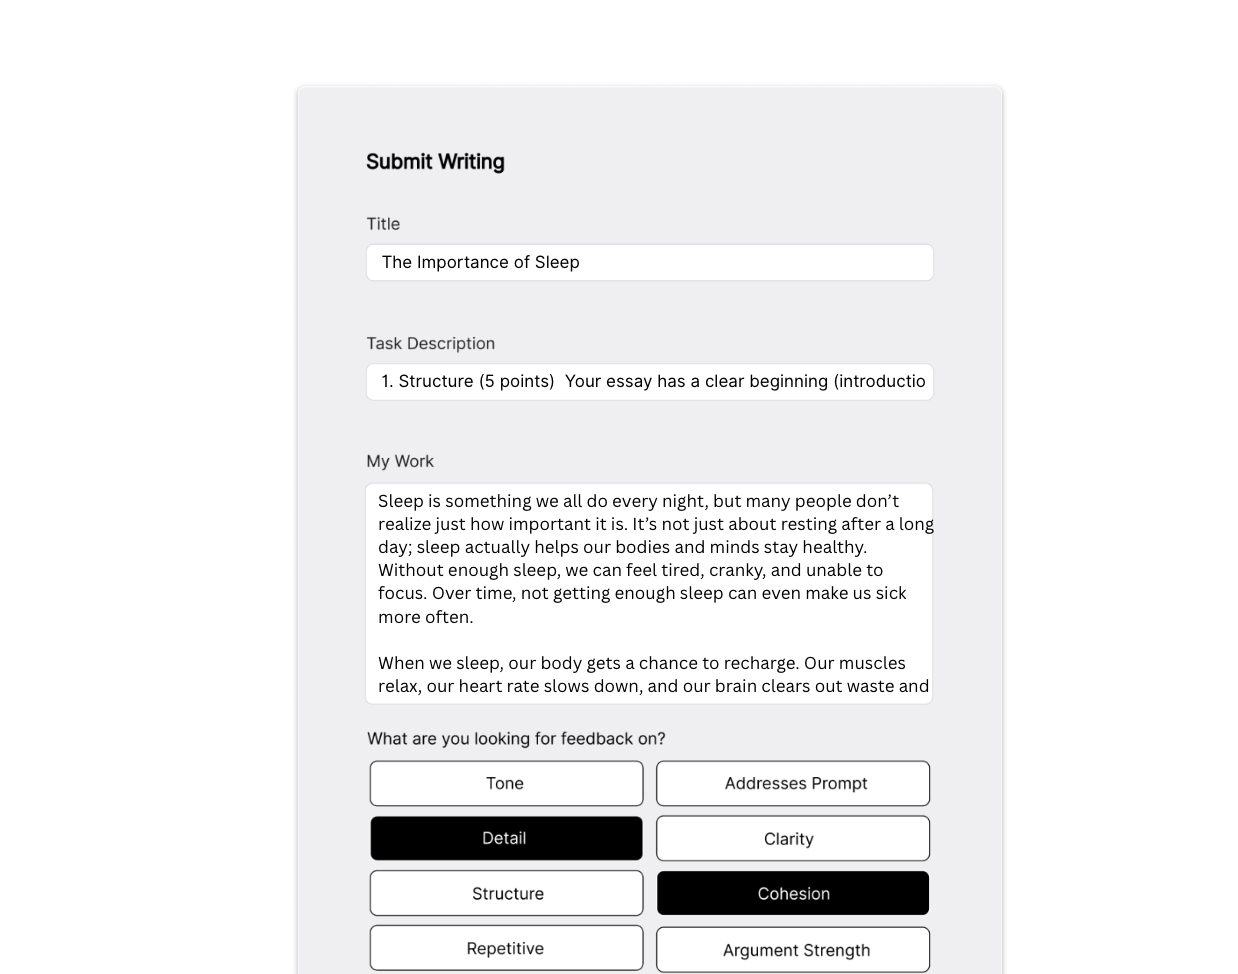 Submit Writing
Title
The Importance of Sleep
Task Description
1. Structure (5 points)  Your essay has a clear beginning (introductio
My Work
Sleep is something we all do every night, but many people don’t
realize just how important it is. It’s not just about resting after a long
day; sleep actually helps our bodies and minds stay healthy.
Without enough sleep, we can feel tired, cranky, and unable to
focus. Over time, not getting enough sleep can even make us sick
more often.
When we sleep, our body gets a chance to recharge. Our muscles
relax, our heart rate slows down, and our brain clears out waste and
What are you looking for feedback on?
Tone
Addresses Prompt
Detail
Clarity
Structure
Cohesion
Repetitive
Argument Strength